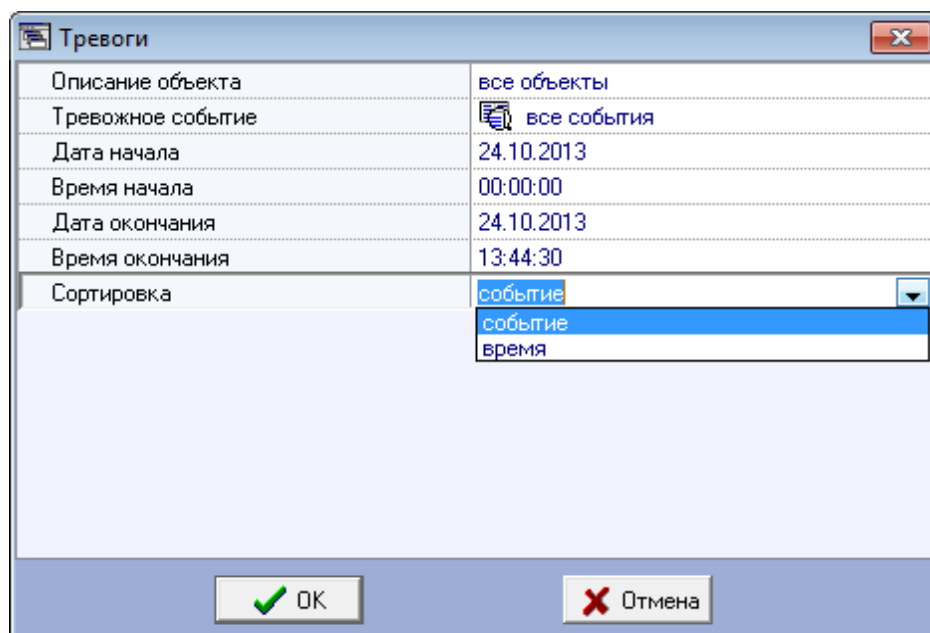 Тревоги
Описание объекта все объекты
Тревожное событие все события
Дата начала 24.10.2013
Время начала 00:00:00
Дата окончания 24.10.2013
Время окончания 13:44:30
Сортировка событие
событие
время
OK Отмена